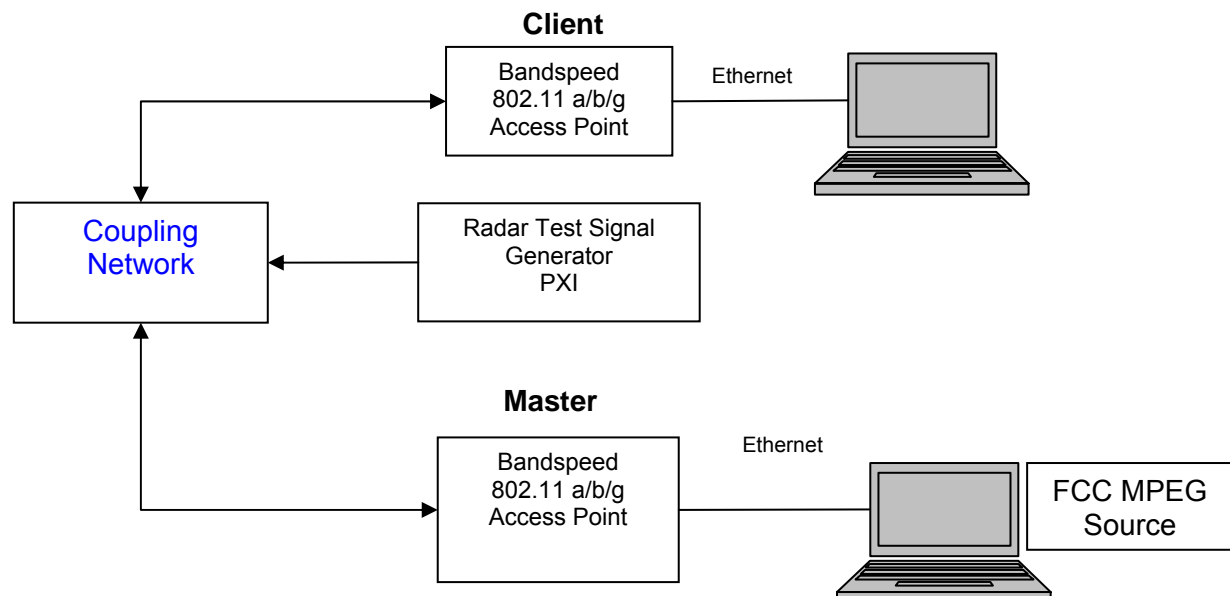 Client
Bandspeed
802.11 a/b/g
Access Point
Ethernet
Coupling
Network
Radar Test Signal
Generator
PXI
Master
Bandspeed
802.11 a/b/g
Access Point
Ethernet
FCC MPEG
Source